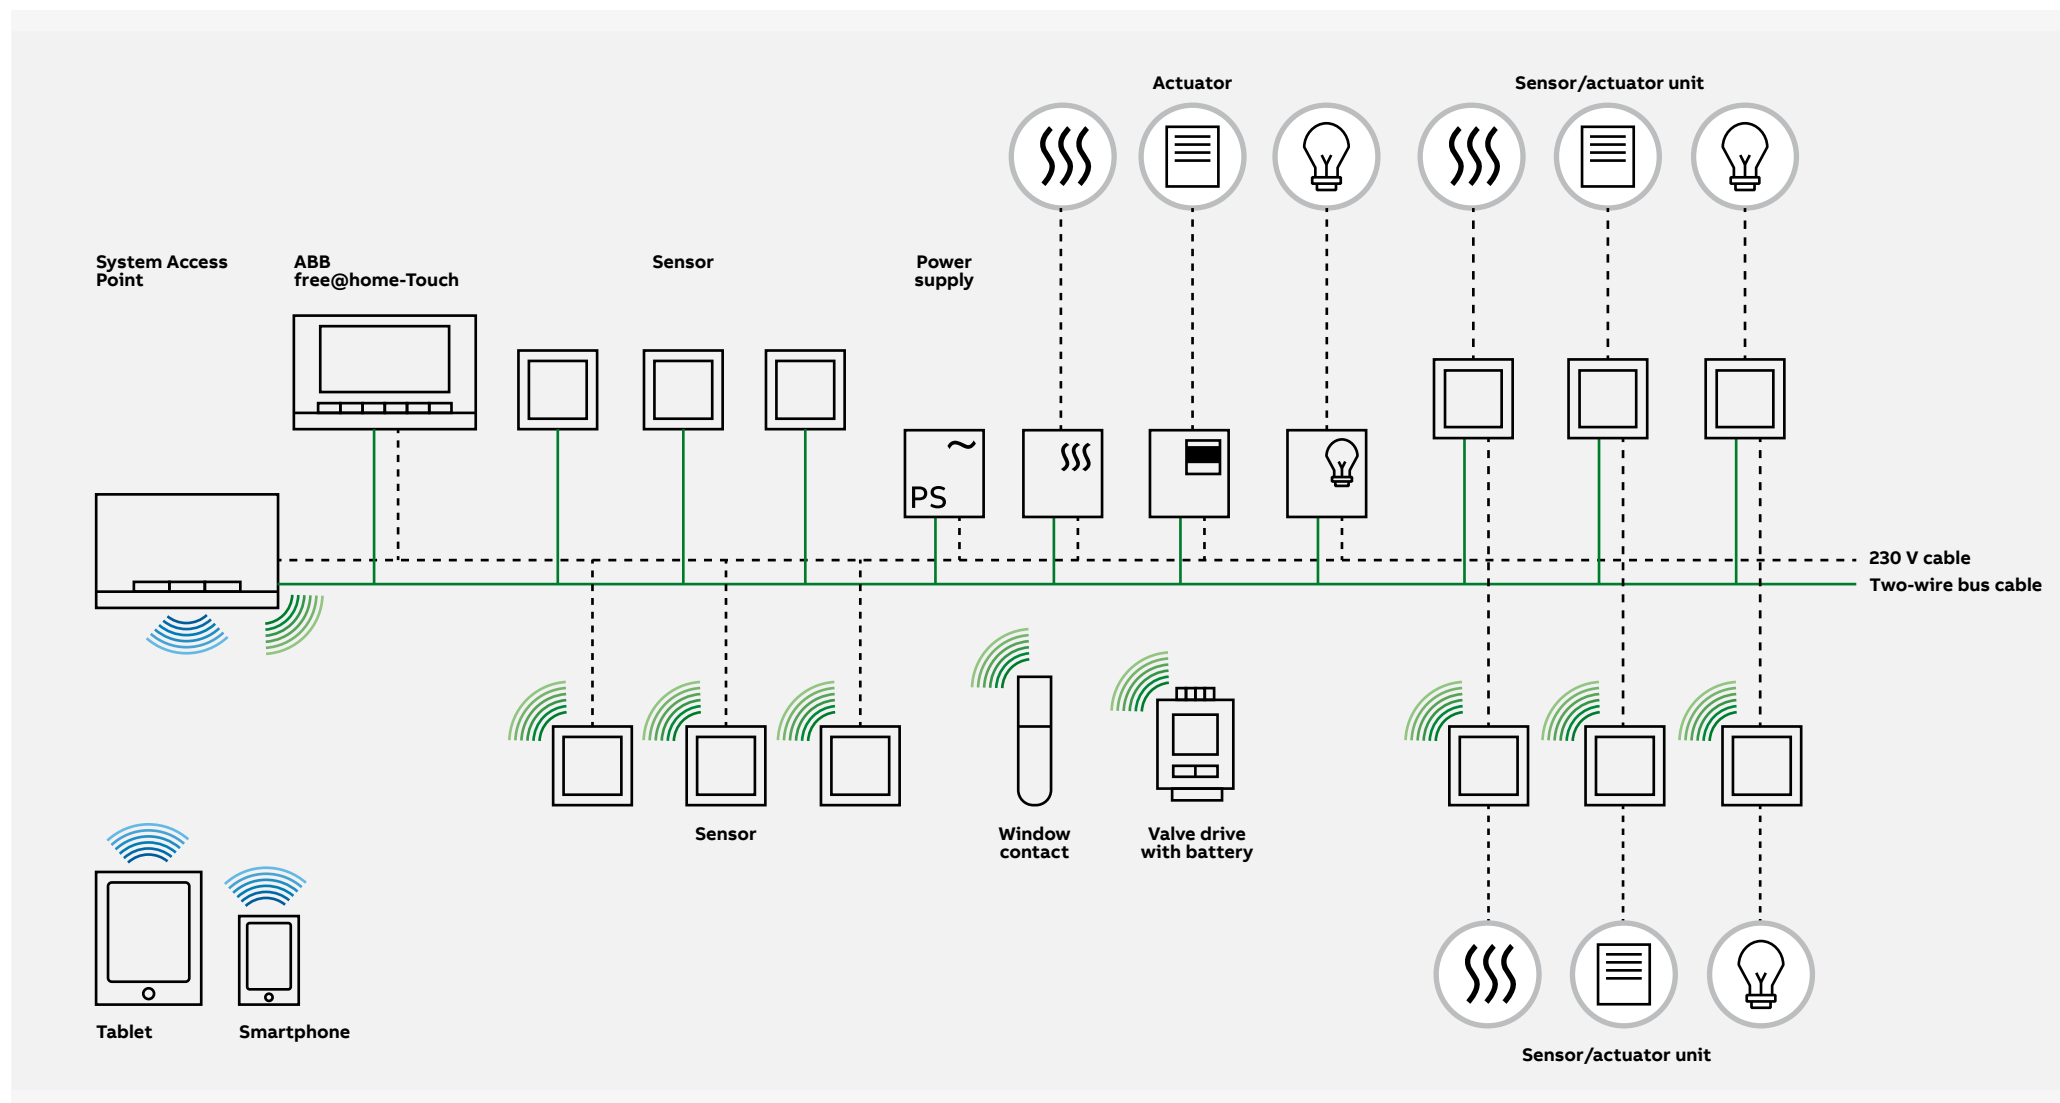 Actuator
Sensor/actuator unit
System Access
Point
ABB
free@home-Touch
Sensor
Power
supply
PS
230 V cable
Two-wire bus cable
Sensor
Window
contact
Valve drive
with battery
Tablet
Smartphone
Sensor/actuator unit